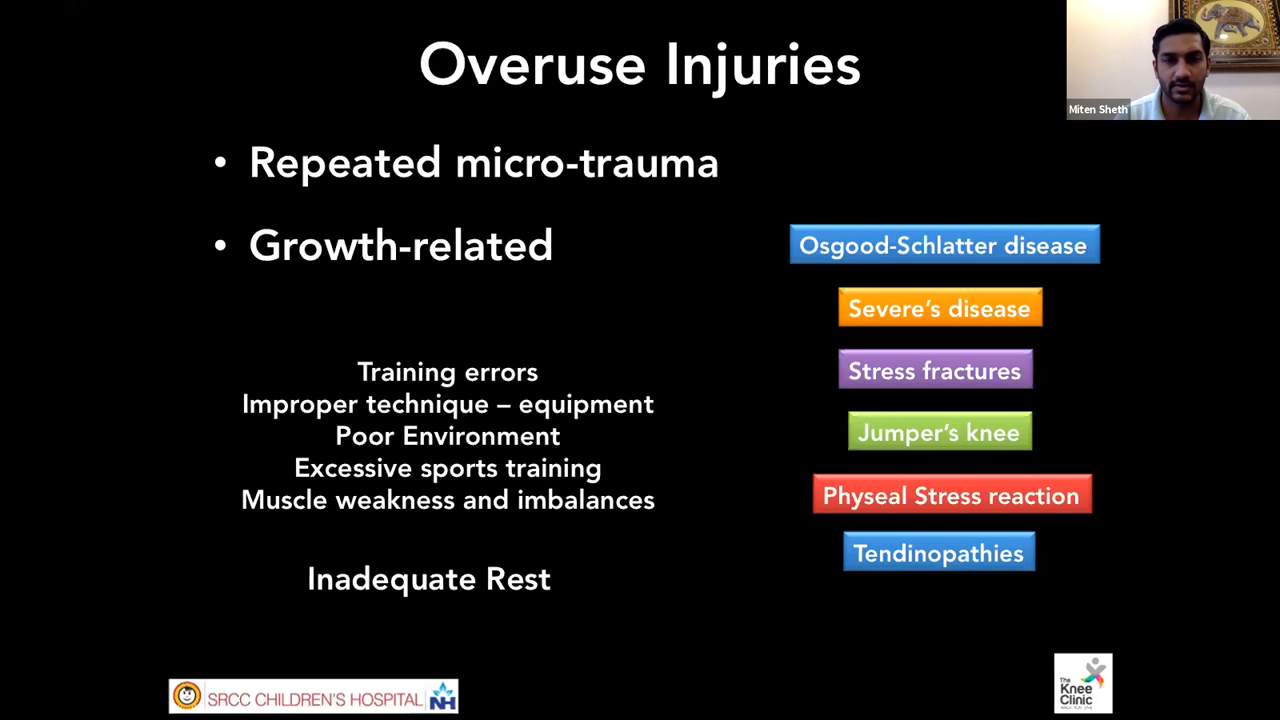 Overuse Injuries
Miten Sheth
• Repeated micro-trauma
• Growth-related
Training errors
Improper technique – equipment
Poor Environment
Excessive sports training
Muscle weakness and imbalances
Inadequate Rest
Osgood-Schlatter disease
Severe’s disease
Stress fractures
Jumper’s knee
Physeal Stress reaction
Tendinopathies
SRCC CHILDREN'S HOSPITAL
NH
The
Knee
Clinic